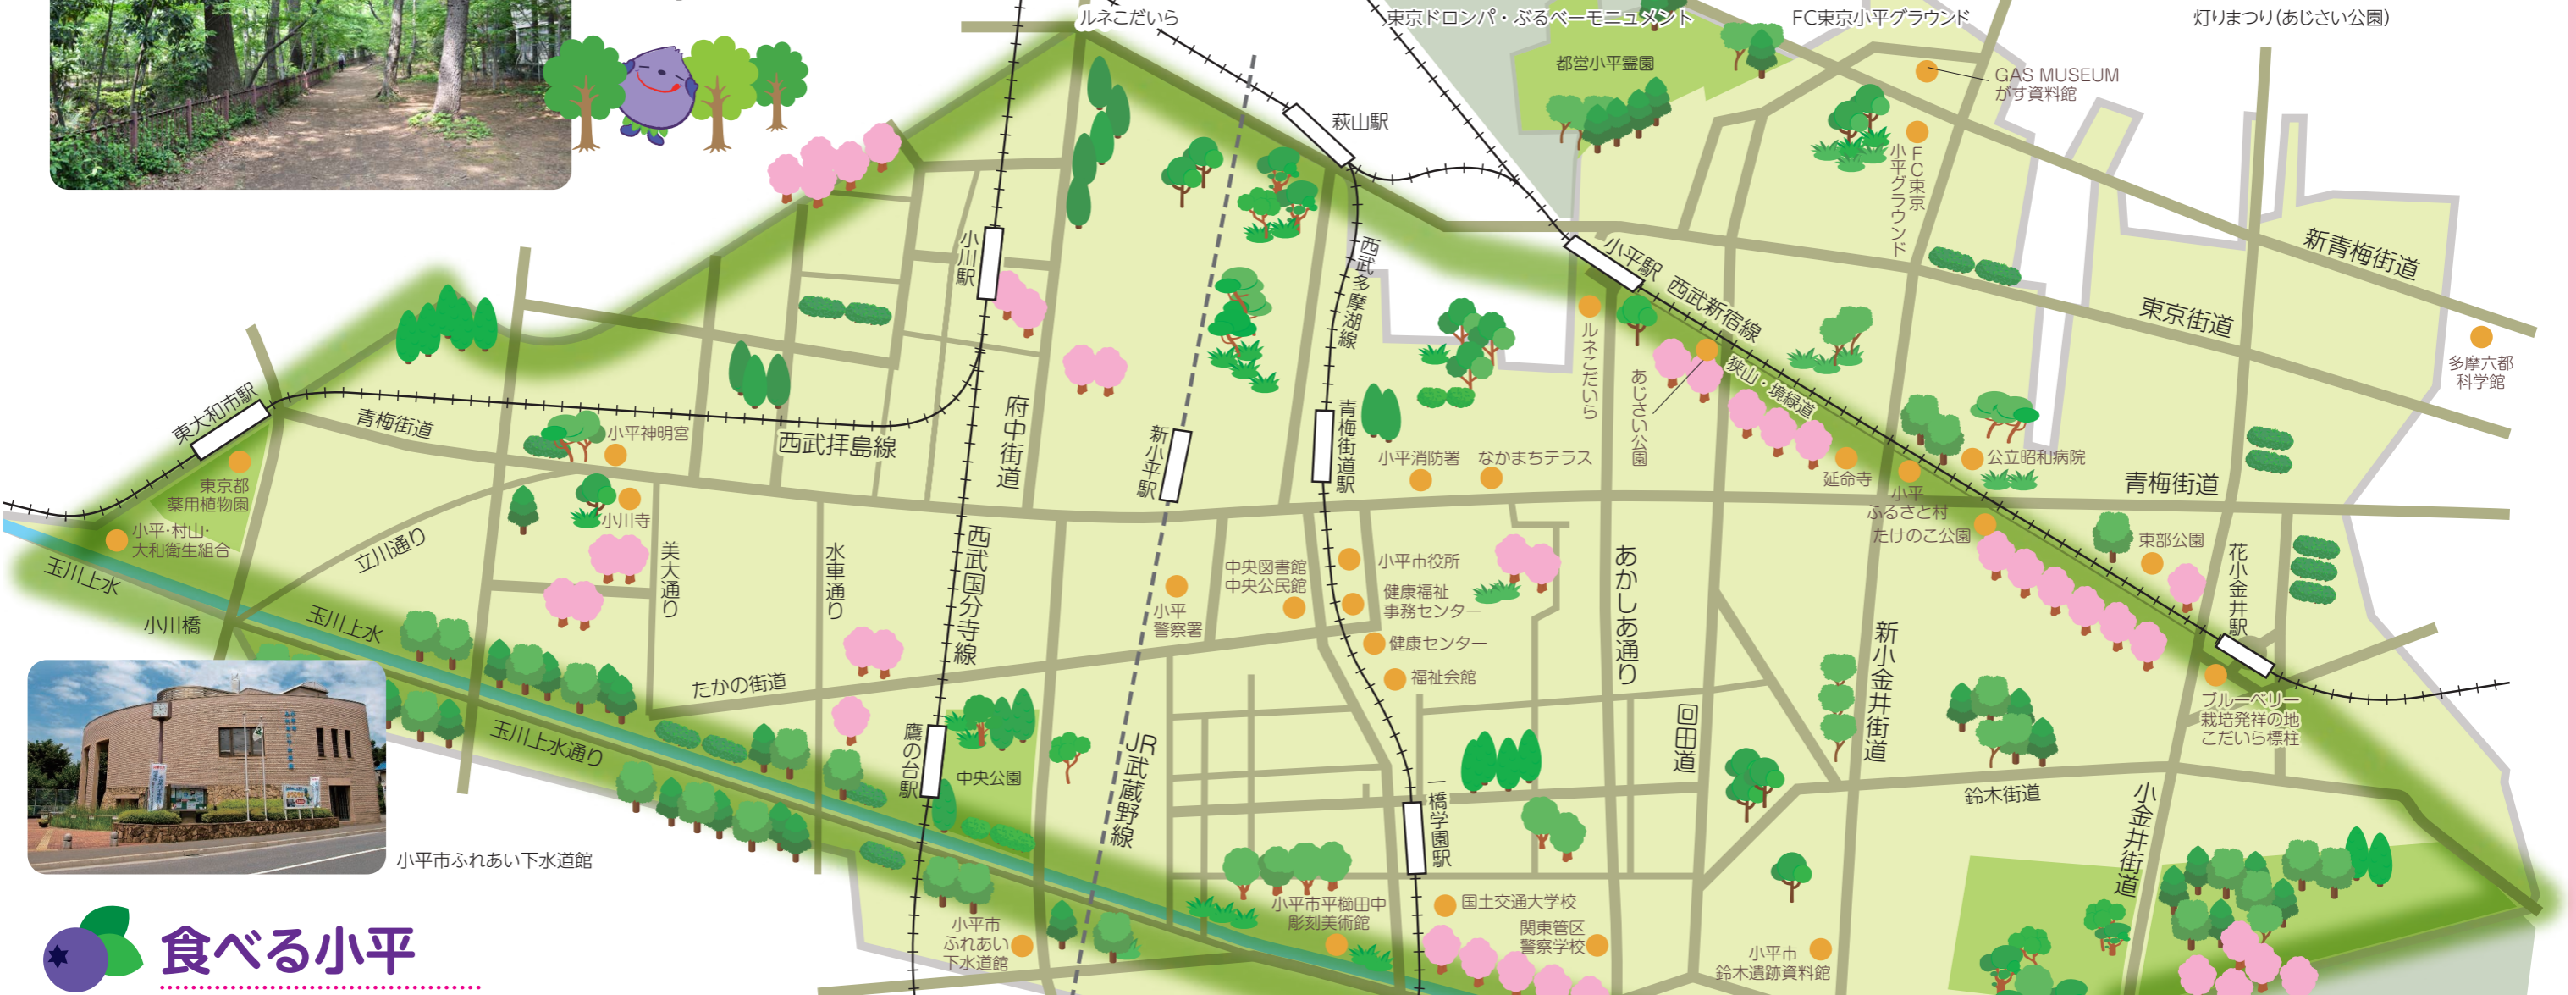 ルネこだいら
東京ドロンパ・ぶるべーモニュメント
FC東京小平グラウンド
灯りまつり(あじさい公園)
都営小平霊園
GAS MUSEUM
がす資料館
萩山駅
FC東京
小平グラウンド
小川駅
西武多摩湖線
小平駅
西武新宿線
新青梅街道
東京街道
多摩六都
科学館
ルネこだいら
あじさい公園
狭山・境緑道
東大和市駅
青梅街道
小平神明宮
西武拝島線
府中街道
新小平駅
青梅街道駅
小平消防署
なかまちテラス
延命寺
公立昭和病院
小平
ふるさと村
たけのこ公園
青梅街道
東京都
薬用植物園
小川寺
小平・村山・
大和衛生組合
立川通り
美大通り
水車通り
西武国分寺線
小平
警察署
中央図書館
中央公民館
小平市役所
健康福祉
事務センター
健康センター
福祉会館
あかしあ通り
東部公園
花小金井駅
玉川上水
小川橋
玉川上水
たかの街道
新小金井街道
回田道
ブルーベリー
栽培発祥の地
こだいら標柱
玉川上水通り
鷹の台駅
中央公園
JR武蔵野線
一橋学園駅
鈴木街道
小金井街道
小平市ふれあい下水道館
小平市
ふれあい
下水道館
小平市平櫛田中
彫刻美術館
国土交通大学校
関東管区
警察学校
小平市
鈴木遺跡資料館
食べる小平